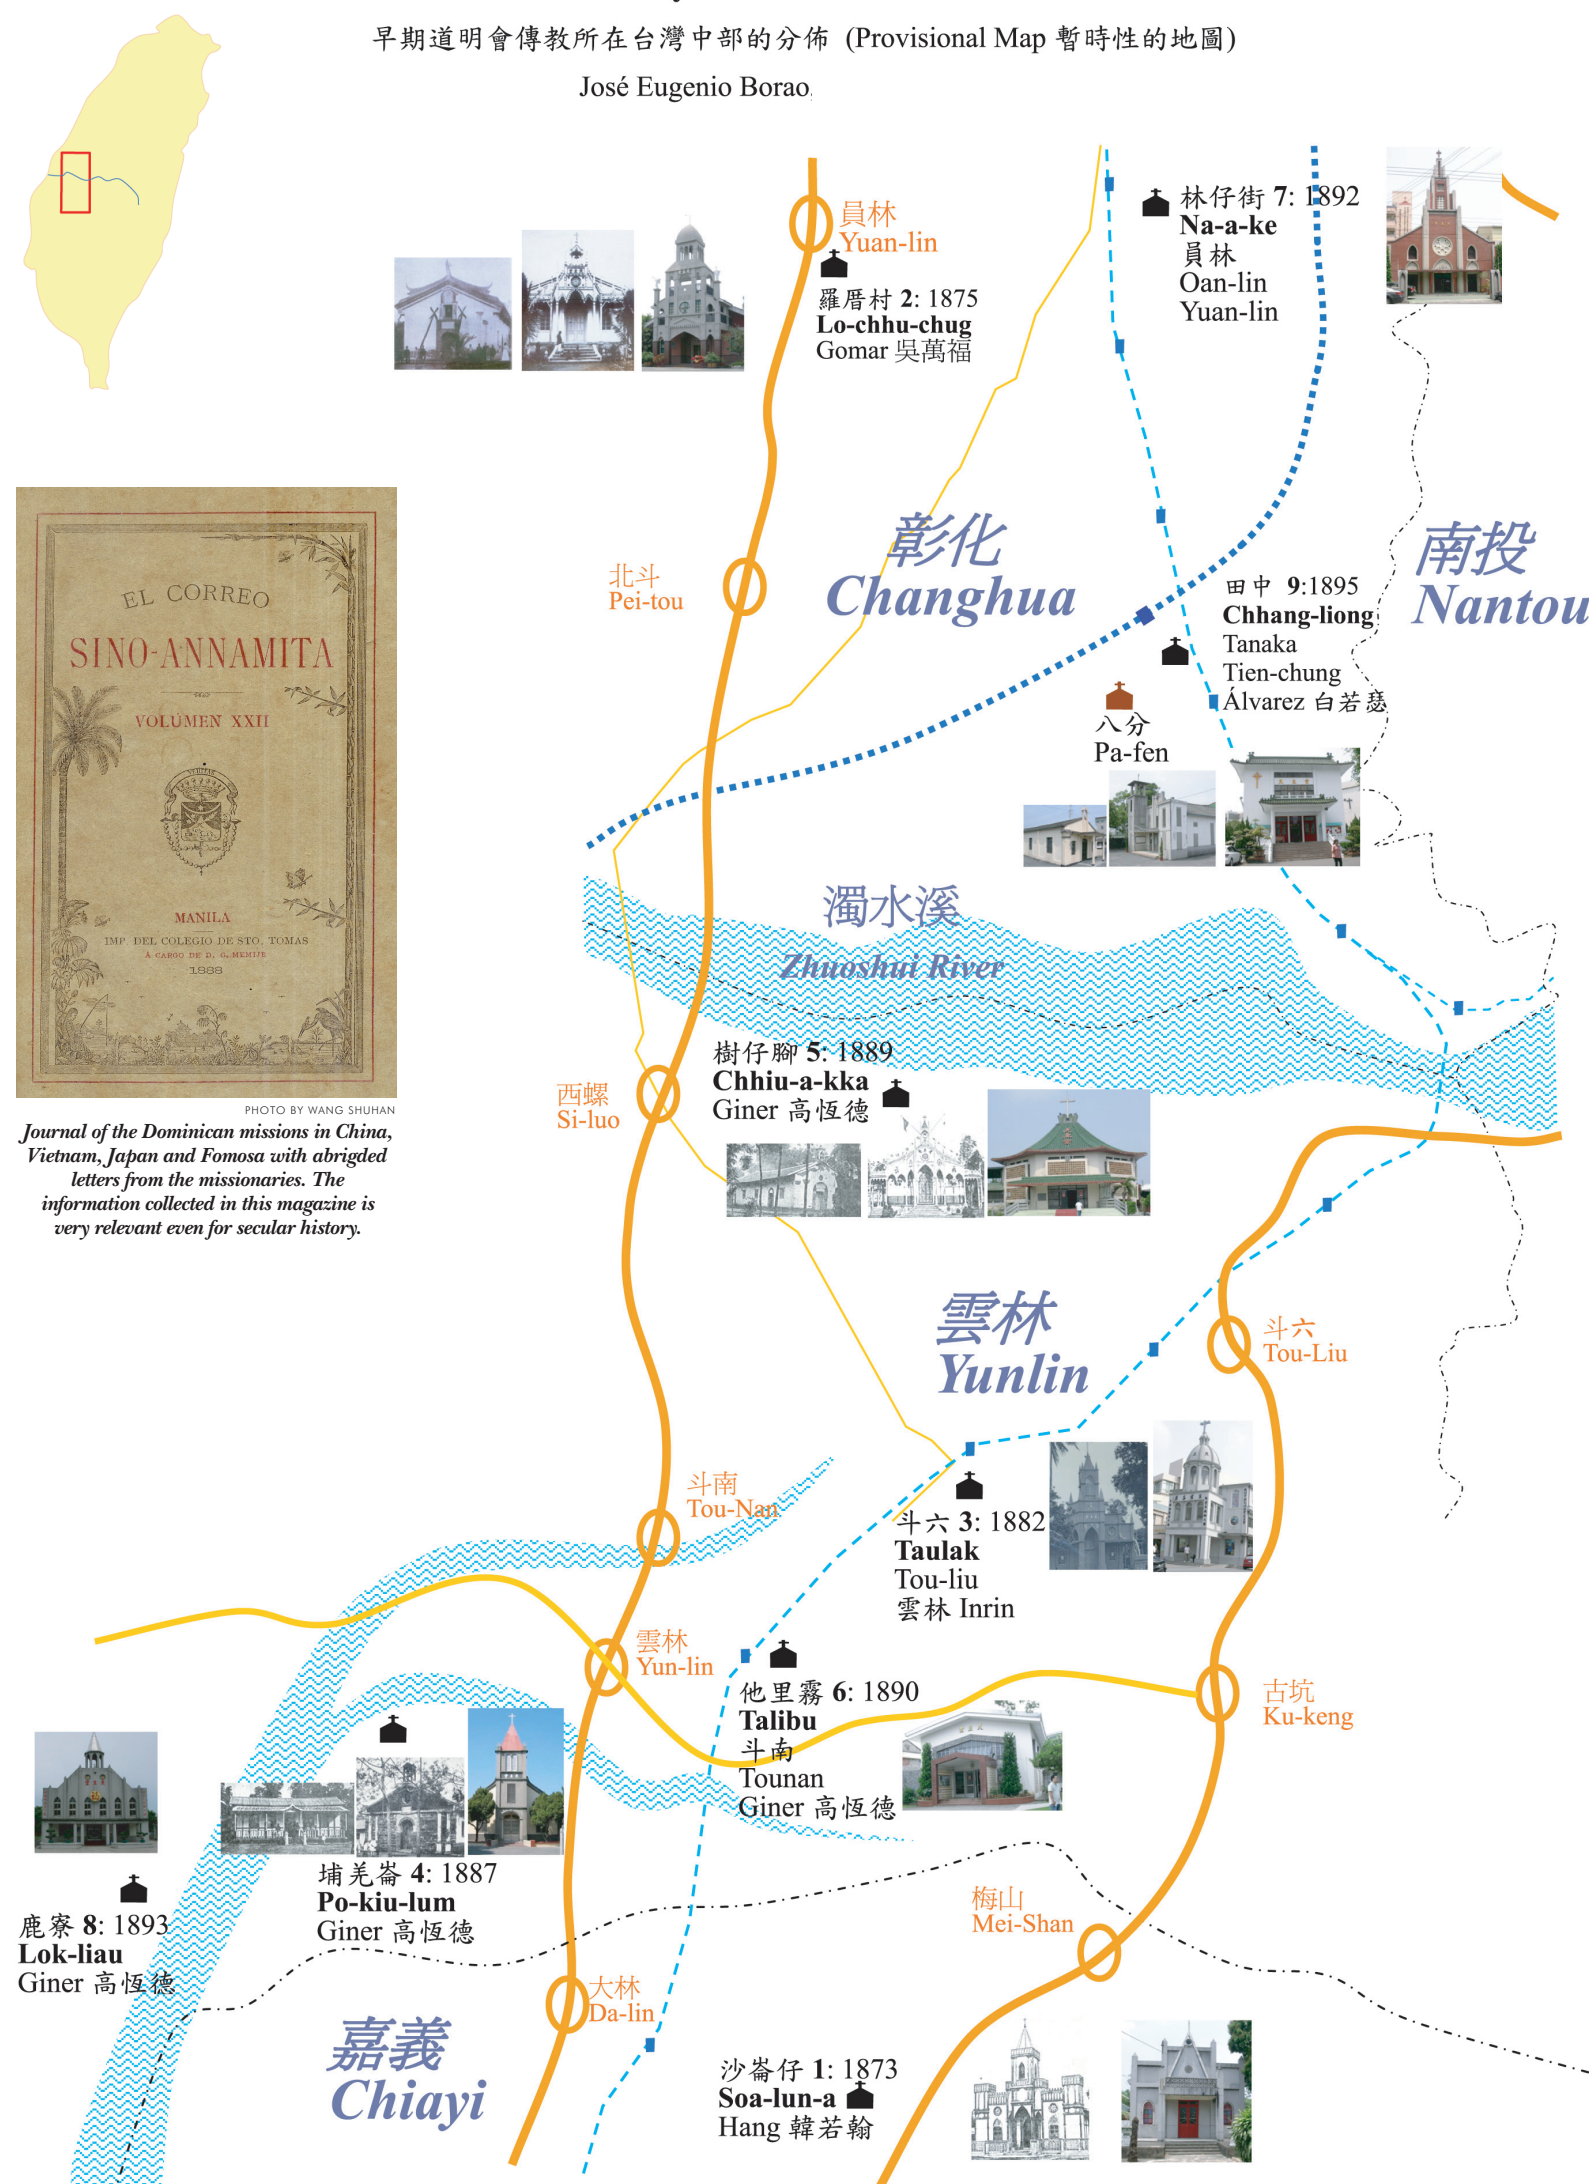 早期道明會傳教所在台灣中部的分佈 (Provisional Map 暫時性的地圖)
José Eugenio Borao
員林
Yuan-lin
羅厝村 2: 1875
Lo-chhu-chug
Gomar 吳萬福
林仔街 7: 1892
Na-a-ke
員林
Oan-lin
Yuan-lin
EL CORREO
SINO-ANNAMITA
VOLUMEN XXII
MANILA
IMP. DEL COLEGIO DE STO. TOMAS
Á CARGO DE D. G. MEMIJE
1888
PHOTO BY WANG SHUHAN
Journal of the Dominican missions in China,
Vietnam, Japan and Fomosa with abrigded
letters from the missionaries. The
information collected in this magazine is
very relevant even for secular history.
北斗
Pei-tou
彰化
Changhua
南投
Nantou
田中 9:1895
Chhang-liong
Tanaka
Tien-chung
Álvarez 白若瑟
八分
Pa-fen
濁水溪
Zhuoshui River
樹仔腳 5: 1889
Chhiu-a-kka
Giner 高恆德
西螺
Si-luo
雲林
Yunlin
斗六
Tou-Liu
斗南
Tou-Nan
斗六 3: 1882
Taulak
Tou-liu
雲林 Inrin
雲林
Yun-lin
他里霧 6: 1890
Talibu
斗南
Tounan
Giner 高恆德
古坑
Ku-keng
埔羌崙 4: 1887
Po-kiu-lum
Giner 高恆德
鹿寮 8: 1893
Lok-liau
Giner 高恆德
梅山
Mei-Shan
大林
Da-lin
嘉義
Chiayi
沙崙仔 1: 1873
Soa-lun-a
Hang 韓若翰